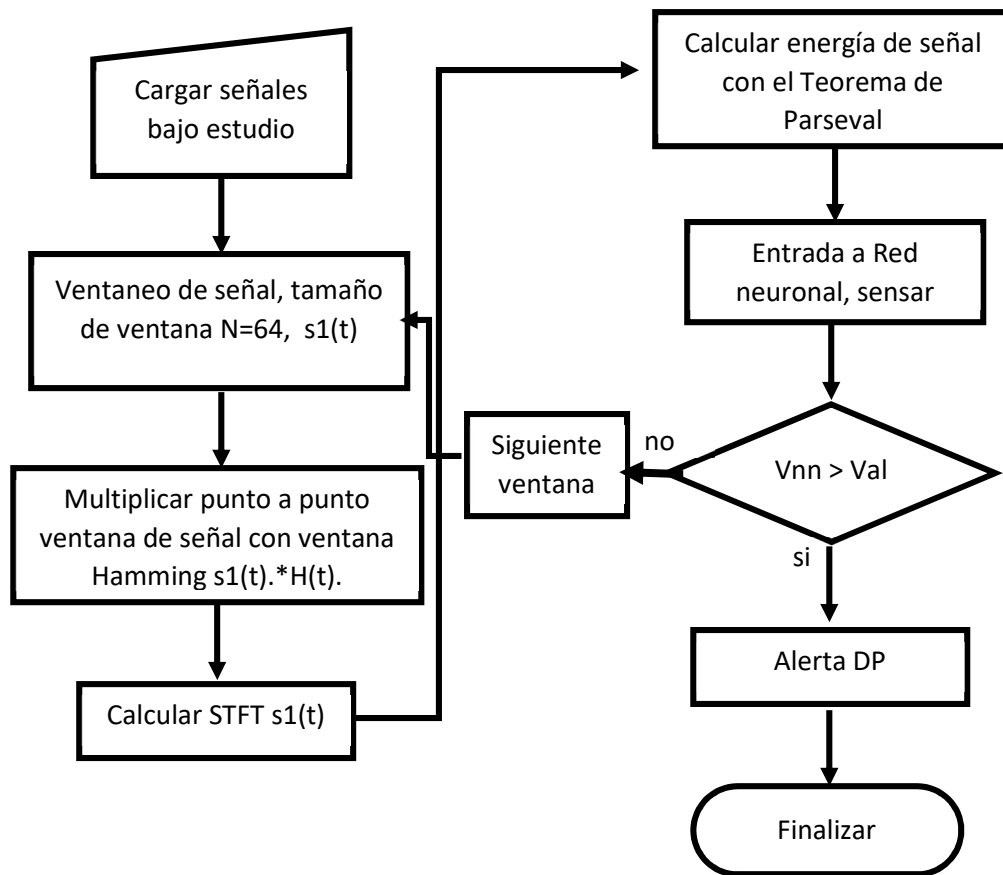 Cargar señales
bajo estudio
Ventaneo de señal, tamaño
de ventana N=64, s1(t)
Multiplicar punto a punto
ventana de señal con ventana
Hamming s1(t).*H(t).
Calcular STFT s1(t)
Calcular energía de señal
con el Teorema de
Parseval
Entrada a Red
neuronal, sensar
Vnn > Val
no
Siguiente
ventana
si
Alerta DP
Finalizar